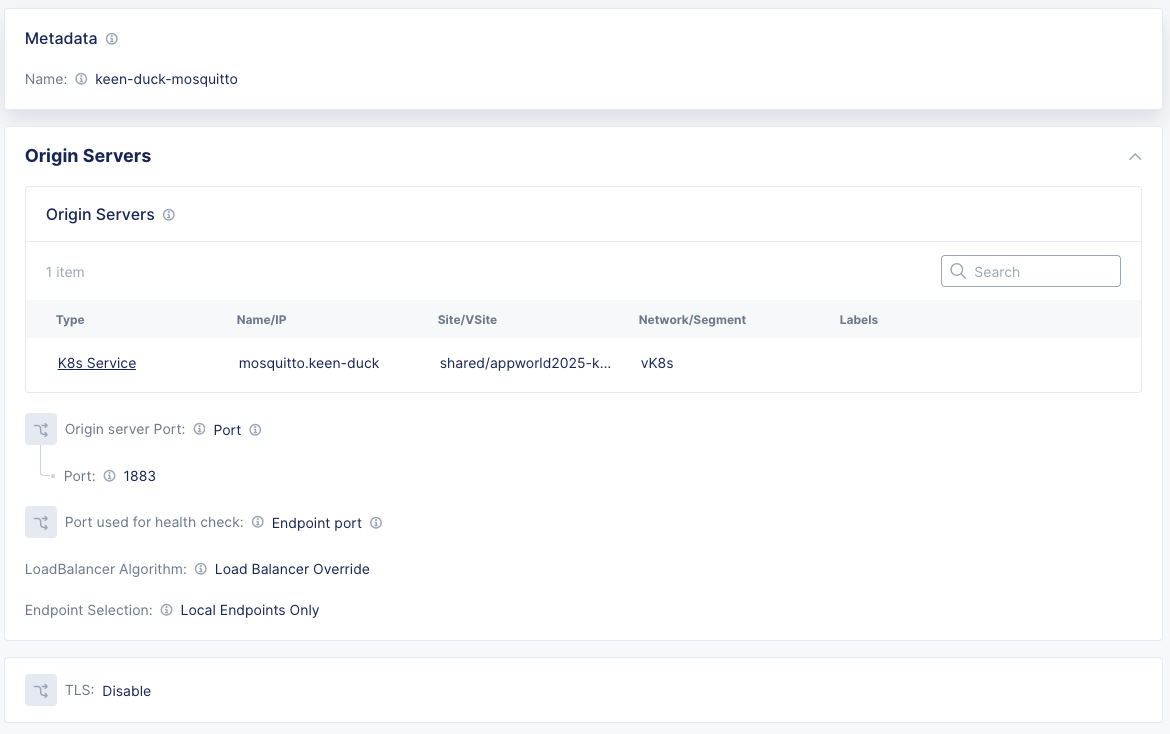 Metadata
Name: keen-duck-mosquitto
Origin Servers
Origin Servers
1 item
Search
Type Name/IP Site/VSite Network/Segment Labels
K8s Service mosquitto.keen-duck shared/appworld2025-k... vK8s
Origin server Port: Port
Port: 1883
Port used for health check: Endpoint port
LoadBalancer Algorithm: Load Balancer Override
Endpoint Selection: Local Endpoints Only
TLS: Disable